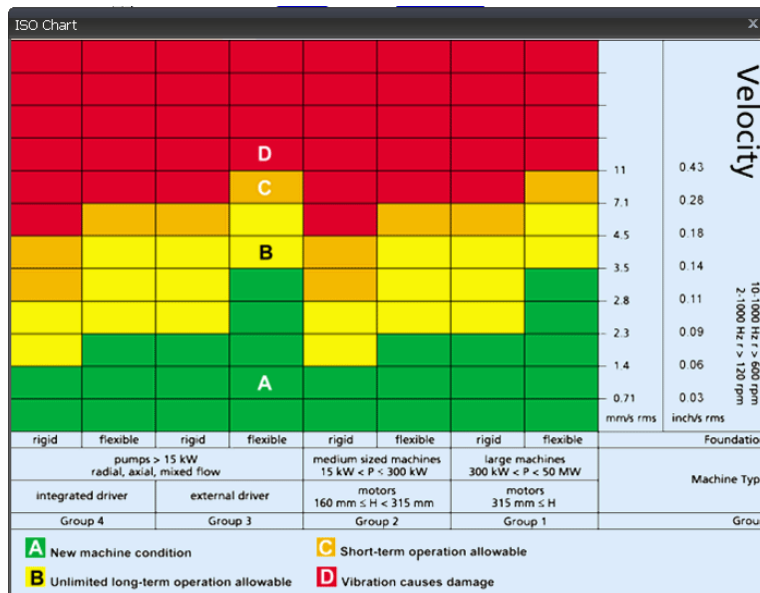 ISO Chart x
D
C
B
A
11 0.43
7.1 0.28
4.5 0.18
3.5 0.14
2.8 0.11
2.3 0.09
1.4 0.06
0.71 0.03
mm/s rms inch/s rms
Velocity
10-1000 Hz r > 600 rpm
2-1000 Hz r > 120 rpm
rigid flexible rigid flexible rigid flexible rigid flexible Foundatio
pumps > 15 kW
radial, axial, mixed flow
medium sized machines
15 kW < P ≤ 300 kW
large machines
300 kW < P < 50 MW
Machine Typ
integrated driver external driver
motors
160 mm ≤ H < 315 mm
motors
315 mm ≤ H
Group 4 Group 3 Group 2 Group 1 Grou
A New machine condition
C Short-term operation allowable
B Unlimited long-term operation allowable
D Vibration causes damage